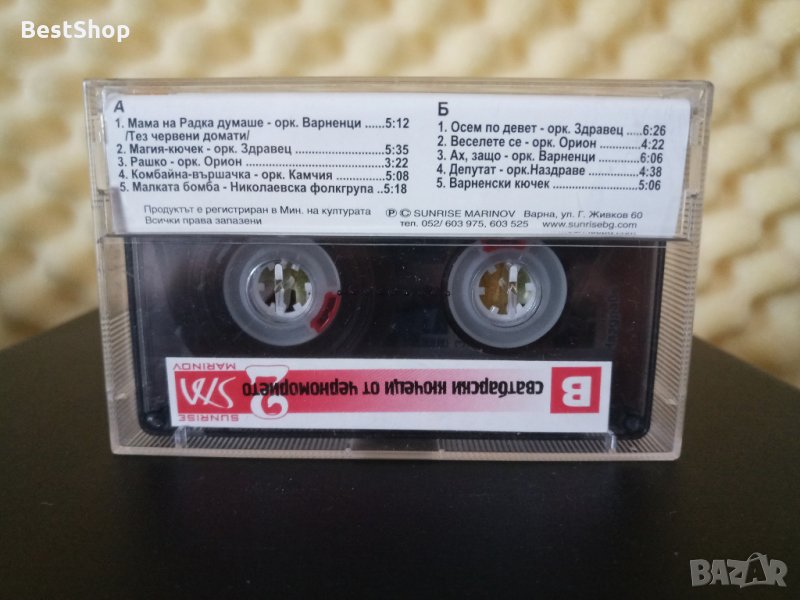 BestShop
А
1. Мама на Радка думаше - орк. Варненци ......5:12
/Тез червени домати/
2. Магия-кючек - орк. Здравец ......5:35
3. Рашко - орк. Орион ......3:22
4. Комбайна-вършачка - орк. Камчия ......5:08
5. Малката бомба - Николаевска фолкгрупа ..5:18
Б
1. Осем по девет - орк. Здравец ....6:26
2. Веселете се - орк. Орион ......4:22
3. Ах, защо - орк. Варненци ......6:06
4. Депутат - орк.Наздраве ......4:38
5. Варненски кючек ......5:06
Продуктът е регистриран в Мин. на културата
Всички права запазени
℗ © SUNRISE MARINOV Варна, ул. Г. Живков 60
тел. 052/ 603 975, 603 525 www.sunrisebg.com
B
сватбарски кючеци от черноморието
2
SM
SUNRISE
MARINOV
BAZAR